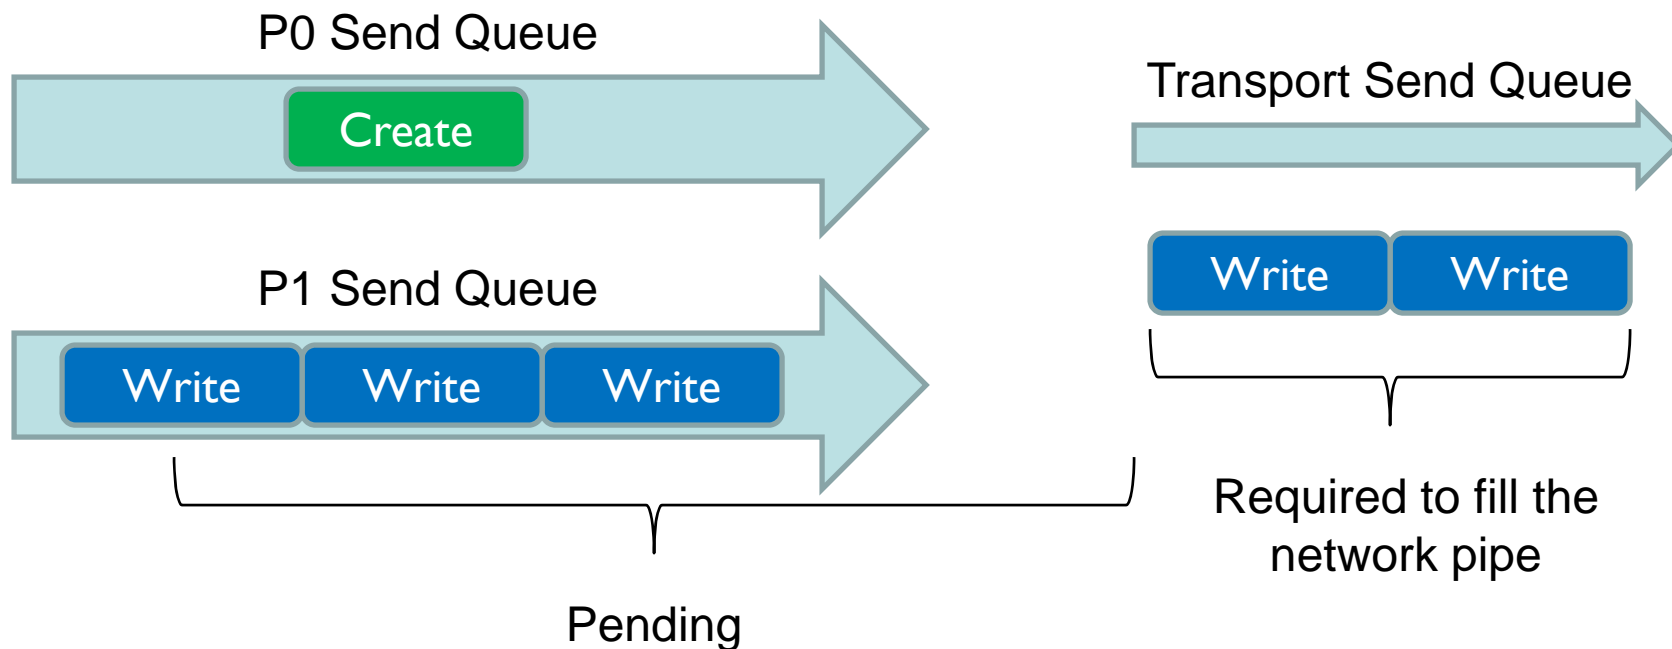 P0 Send Queue
Create
Transport Send Queue
Write Write
P1 Send Queue
Write Write Write
Required to fill the
network pipe
Pending